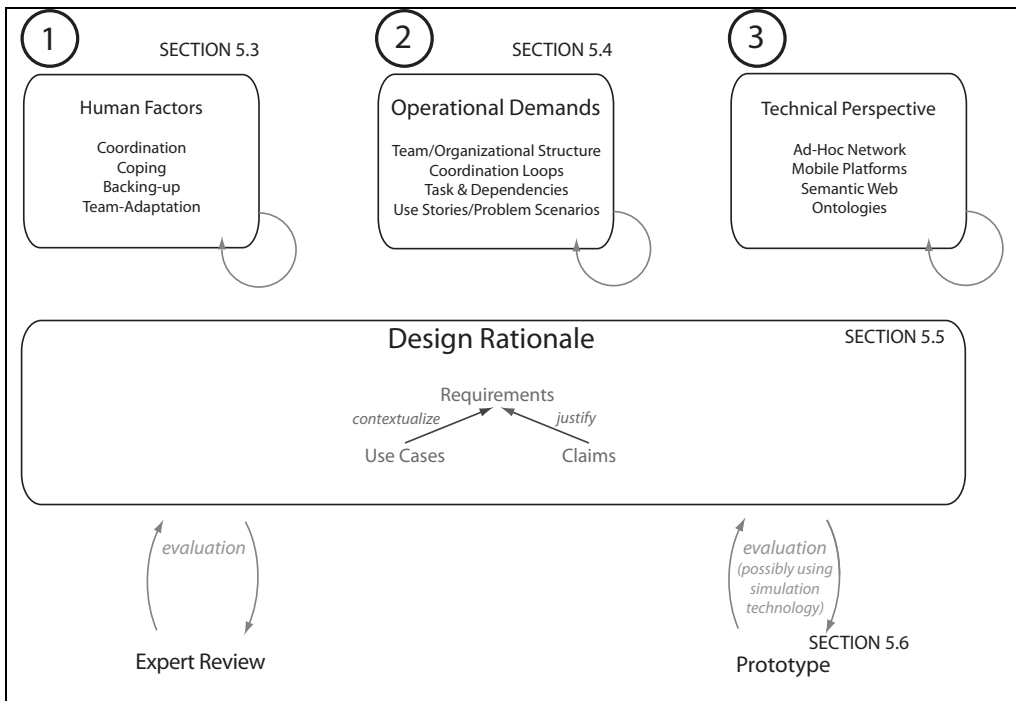 1
SECTION 5.3
Human Factors
Coordination
Coping
Backing-up
Team-Adaptation
2
SECTION 5.4
Operational Demands
Team/Organizational Structure
Coordination Loops
Task & Dependencies
Use Stories/Problem Scenarios
3
Technical Perspective
Ad-Hoc Network
Mobile Platforms
Semantic Web
Ontologies
Design Rationale
SECTION 5.5
Requirements
contextualize
justify
Use Cases
Claims
evaluation
Expert Review
evaluation
(possibly using
simulation
technology)
SECTION 5.6
Prototype